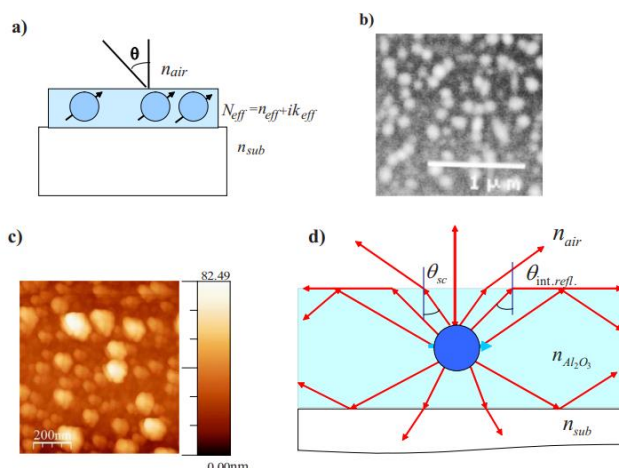 a)
θ
n_air
N_eff=n_eff+ik_eff
n_sub
b)
1 μm
c)
82.49
200nm
0.00nm
d)
n_air
θ_sc
θ_int.refl.
n_Al₂O₃
n_sub